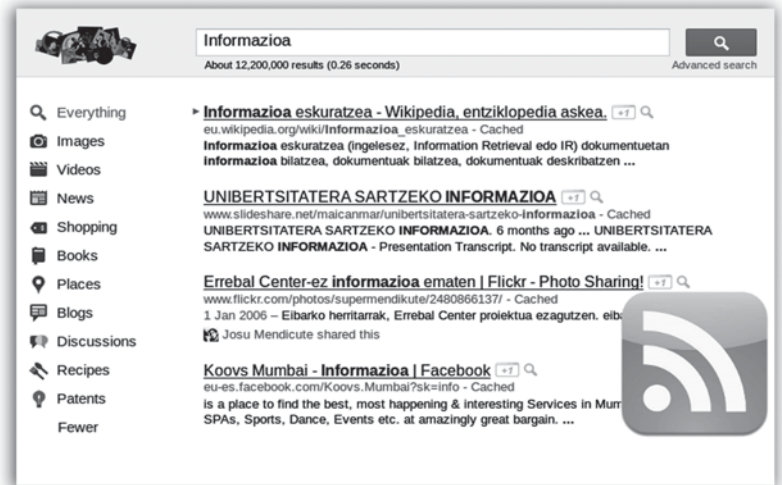 Informazioa
About 12,200,000 results (0.26 seconds)
Advanced search
Everything
Images
Videos
News
Shopping
Books
Places
Blogs
Discussions
Recipes
Patents
Fewer
Informazioa eskuratzea - Wikipedia, entziklopedia askea. +1
eu.wikipedia.org/wiki/Informazioa_eskuratzea - Cached
Informazioa eskuratzea (ingelesez, Information Retrieval edo IR) dokumentuetan
informazioa bilatzea, dokumentuak bilatzea, dokumentuak deskribatzen ...
UNIBERTSITATERA SARTZEKO INFORMAZIOA +1
www.slideshare.net/maicanmar/unibertsitatera-sartzeko-informazioa - Cached
UNIBERTSITATERA SARTZEKO INFORMAZIOA. 6 months ago ... UNIBERTSITATERA
SARTZEKO INFORMAZIOA - Presentation Transcript. No transcript available. ...
Errebal Center-ez informazioa ematen | Flickr - Photo Sharing! +1
www.flickr.com/photos/supermendikute/2480866137/ - Cached
1 Jan 2006 – Eibarko herritarrak, Errebal Center proiektua ezagutzen.
Josu Mendicute shared this
Koovs Mumbai - Informazioa | Facebook +1
eu-es.facebook.com/Koovs.Mumbai?sk=info - Cached
is a place to find the best, most happening & interesting Services in
SPAs, Sports, Dance, Events etc. at amazingly great bargain. ...